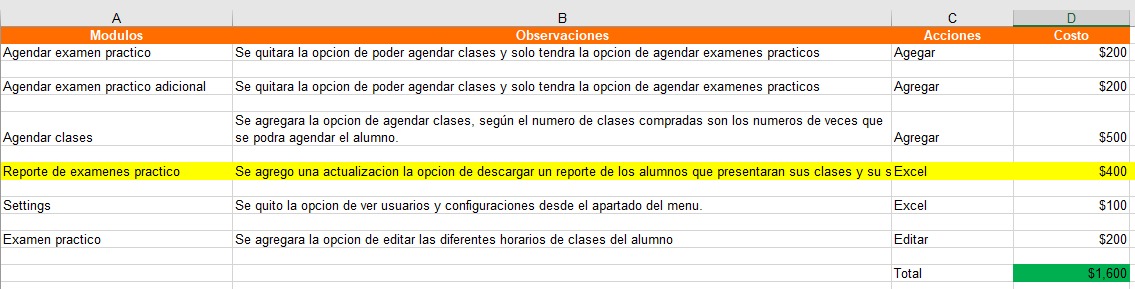 A B C D
Modulos Observaciones Acciones Costo
Agendar examen practico Se quitara la opcion de poder agendar clases y solo tendra la opcion de agendar examenes practicos Agegar $200
Agendar examen practico adicional Se quitara la opcion de poder agendar clases y solo tendra la opcion de agendar examenes practicos Agregar $200
Se agregara la opcion de agendar clases, según el numero de clases compradas son los numeros de veces que
Agendar clases se podra agendar el alumno. Agregar $500
Reporte de examenes practico Se agrego una actualizacion la opcion de descargar un reporte de los alumnos que presentaran sus clases y su s Excel $400
Settings Se quito la opcion de ver usuarios y configuraciones desde el apartado del menu. Excel $100
Examen practico Se agregara la opcion de editar las diferentes horarios de clases del alumno Editar $200
Total $1,600